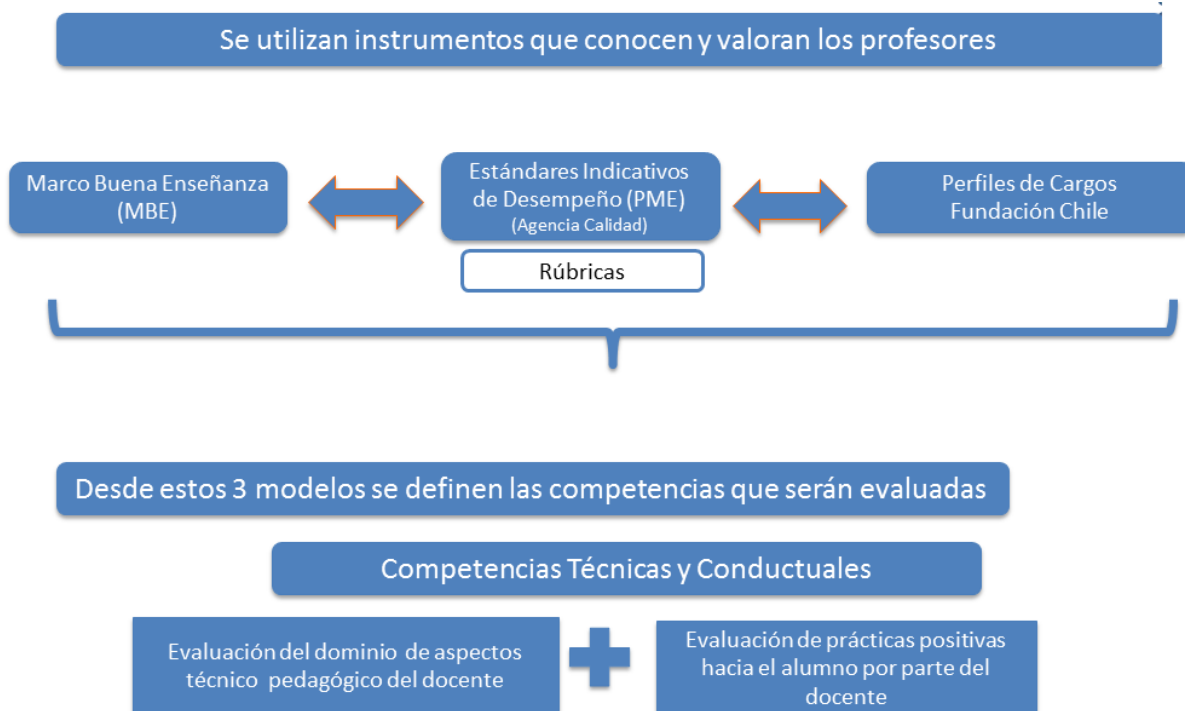 Se utilizan instrumentos que conocen y valoran los profesores
Marco Buena Enseñanza
(MBE)
Estándares Indicativos
de Desempeño (PME)
(Agencia Calidad)
Perfiles de Cargos
Fundación Chile
Rúbricas
Desde estos 3 modelos se definen las competencias que serán evaluadas
Competencias Técnicas y Conductuales
Evaluación del dominio de aspectos
técnico pedagógico del docente
Evaluación de prácticas positivas
hacia el alumno por parte del
docente